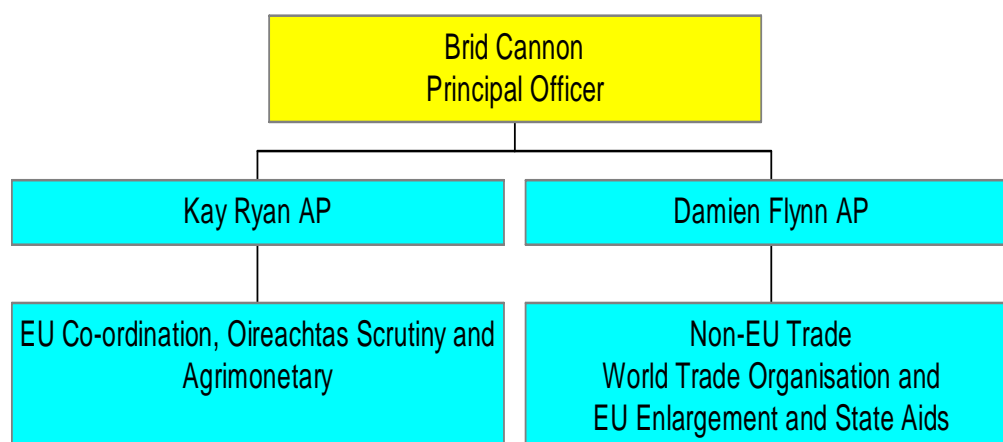 Brid Cannon
Principal Officer
Kay Ryan AP
Damien Flynn AP
EU Co-ordination, Oireachtas Scrutiny and
Agrimonetary
Non-EU Trade
World Trade Organisation and
EU Enlargement and State Aids